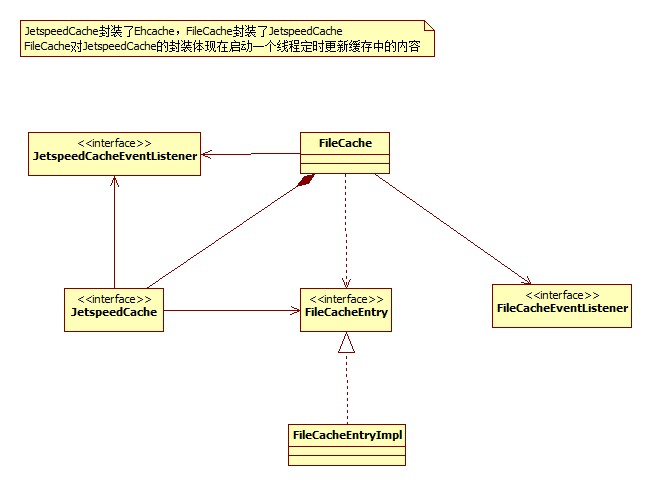 JetspeedCache封装了Ehcache，FileCache封装了JetspeedCache
FileCache对JetspeedCache的封装体现在启动一个线程定时更新缓存中的内容
<<interface>>
JetspeedCacheEventListener
FileCache
<<interface>>
JetspeedCache
<<interface>>
FileCacheEntry
<<interface>>
FileCacheEventListener
FileCacheEntryImpl